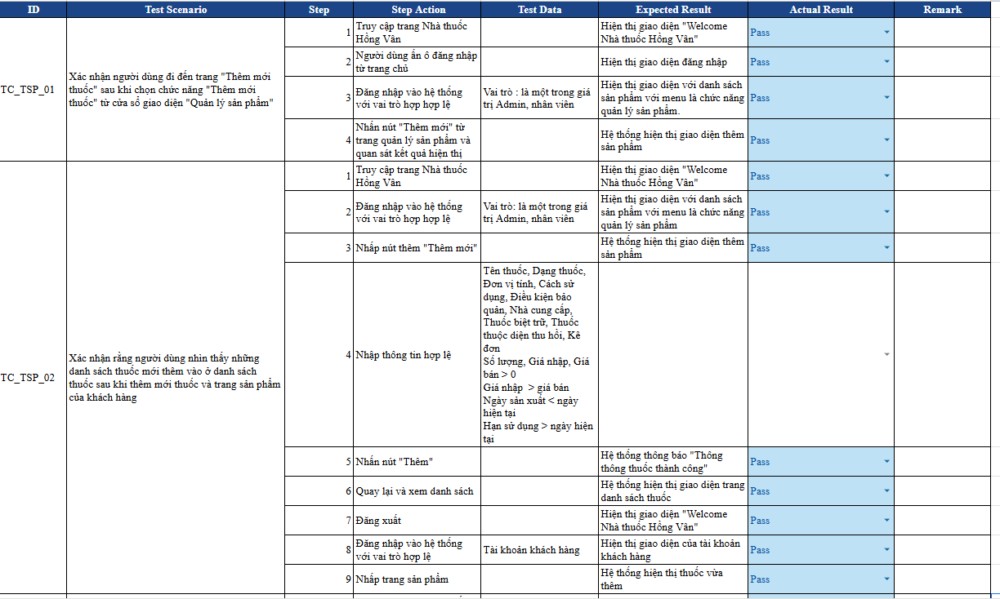 ID Test Scenario Step Step Action Test Data Expected Result Actual Result Remark
TC_TSP_01
Xác nhận người dùng đi đến trang "Thêm mới
thuốc" sau khi chọn chức năng "Thêm mới
thuốc" từ cửa sổ giao diện "Quản lý sản phẩm"
1
Truy cập trang Nhà thuốc
Hồng Vân
Hiện thị giao diện "Welcome
Nhà thuốc Hồng Vân"
Pass
2
Người dùng ấn ô đăng nhập
từ trang chủ
Hiện thị giao diện đăng nhập
Pass
3
Đăng nhập vào hệ thống
với vai trò hợp hợp lệ
Vai trò : là một trong giá
trị Admin, nhân viên
Hiện thị giao diện với danh sách
sản phẩm với menu là chức năng
quản lý sản phẩm.
Pass
4
Nhấn nút "Thêm mới" từ
trang quản lý sản phẩm và
quan sát kết quả hiện thị
Hệ thống hiện thị giao diện thêm
sản phẩm
Pass
TC_TSP_02
Xác nhận rằng người dùng nhìn thấy những
danh sách thuốc mới thêm vào ở danh sách
thuốc sau khi thêm mới thuốc và trang sản phẩm
của khách hàng
1
Truy cập trang Nhà thuốc
Hồng Vân
Hiện thị giao diện "Welcome
Nhà thuốc Hồng Vân"
Pass
2
Đăng nhập vào hệ thống
với vai trò hợp hợp lệ
Vai trò: là một trong giá
trị Admin, nhân viên
Hiện thị giao diện với danh sách
sản phẩm với menu là chức năng
quản lý sản phẩm
Pass
3
Nhấp nút thêm "Thêm mới"
Hệ thống hiện thị giao diện thêm
sản phẩm
Pass
4
Nhập thông tin hợp lệ
Tên thuốc, Dạng thuốc,
Đơn vị tính, Cách sử
dụng, Điều kiện bảo
quản, Nhà cung cấp,
Thuốc biệt trữ, Thuốc
thuộc diện thu hồi, Kê
đơn
Số lượng, Giá nhập, Giá
bán > 0
Giá nhập > giá bán
Ngày sản xuất < ngày
hiện tại
Hạn sử dụng > ngày hiện
tại
5
Nhấn nút "Thêm"
Hệ thống thông báo "Thông
thông thuốc thành công"
Pass
6
Quay lại và xem danh sách
Hệ thống hiện thị giao diện trang
danh sách thuốc
Pass
7
Đăng xuất
Hiện thị giao diện "Welcome
Nhà thuốc Hồng Vân"
Pass
8
Đăng nhập vào hệ thống
với vai trò hợp lệ
Tài khoản khách hàng
Hiện thị giao diện của tài khoản
khách hàng
Pass
9
Nhấp trang sản phẩm
Hệ thống hiện thị thuốc vừa
thêm
Pass